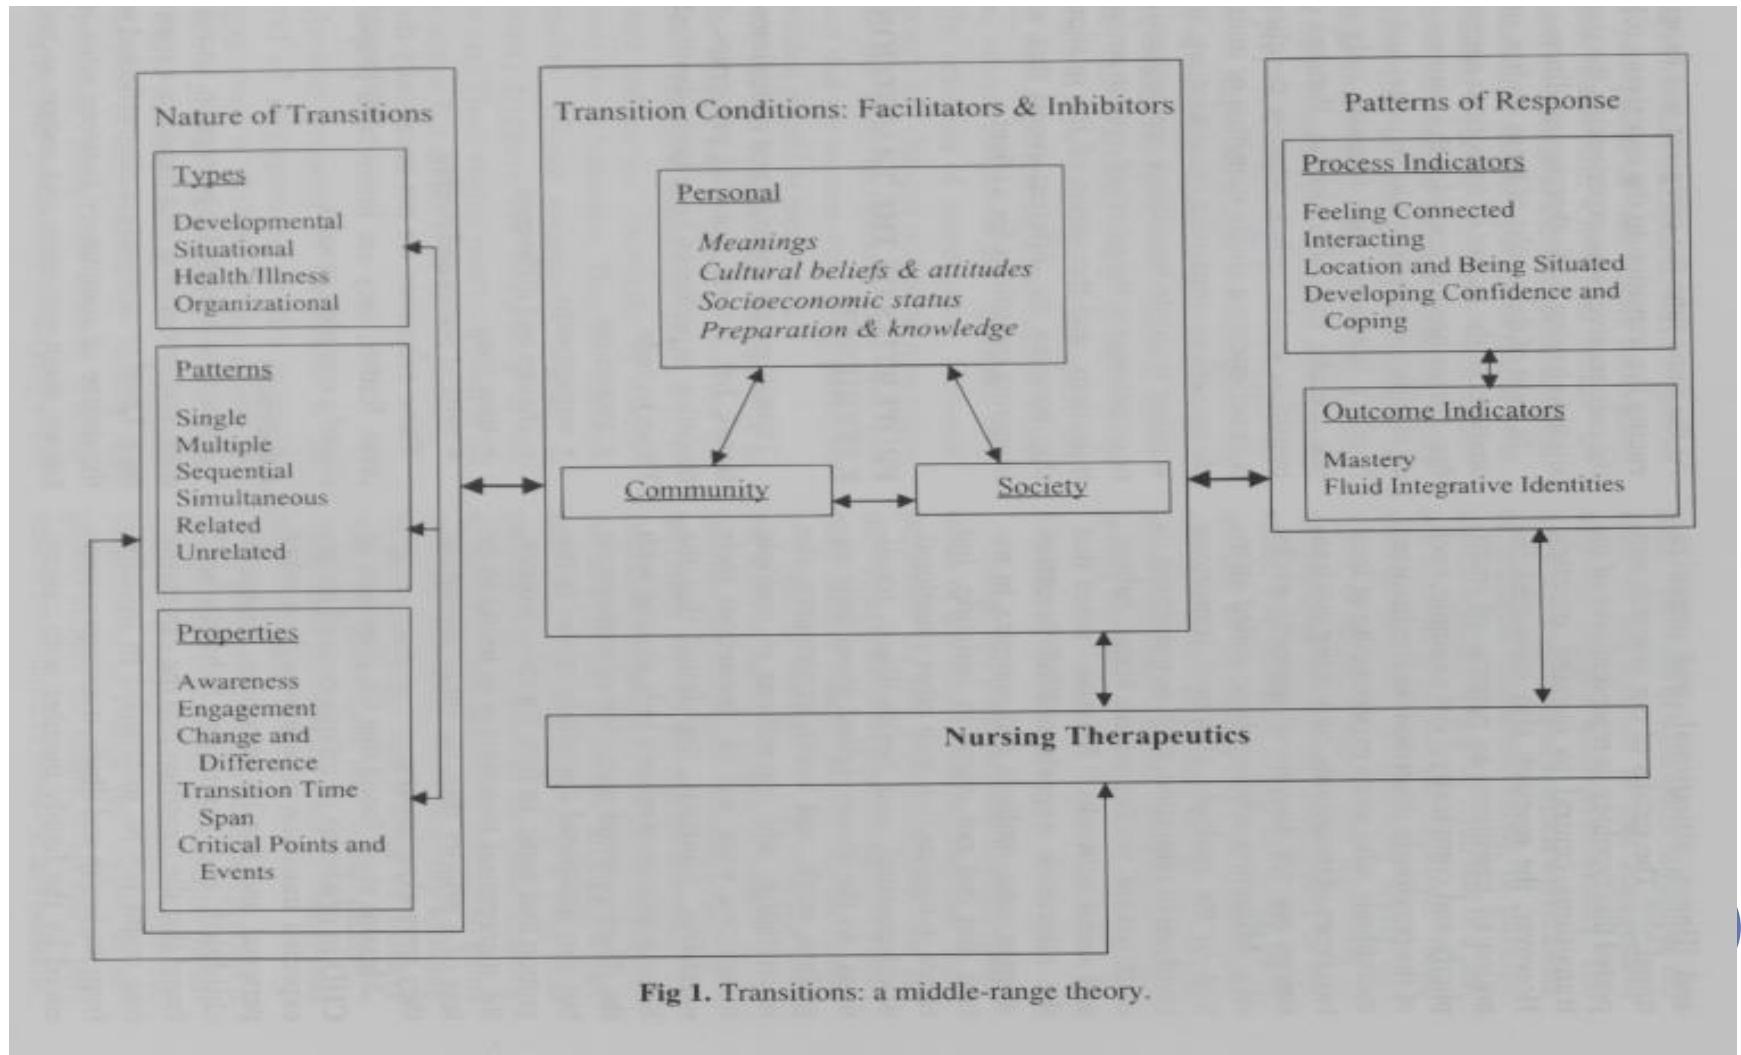 Nature of Transitions
Types
Developmental
Situational
Health/Illness
Organizational
Patterns
Single
Multiple
Sequential
Simultaneous
Related
Unrelated
Properties
Awareness
Engagement
Change and
Difference
Transition Time
Span
Critical Points and
Events
Transition Conditions: Facilitators & Inhibitors
Personal
Meanings
Cultural beliefs & attitudes
Socioeconomic status
Preparation & knowledge
Community
Society
Patterns of Response
Process Indicators
Feeling Connected
Interacting
Location and Being Situated
Developing Confidence and
Coping
Outcome Indicators
Mastery
Fluid Integrative Identities
Nursing Therapeutics
Fig 1. Transitions: a middle-range theory.